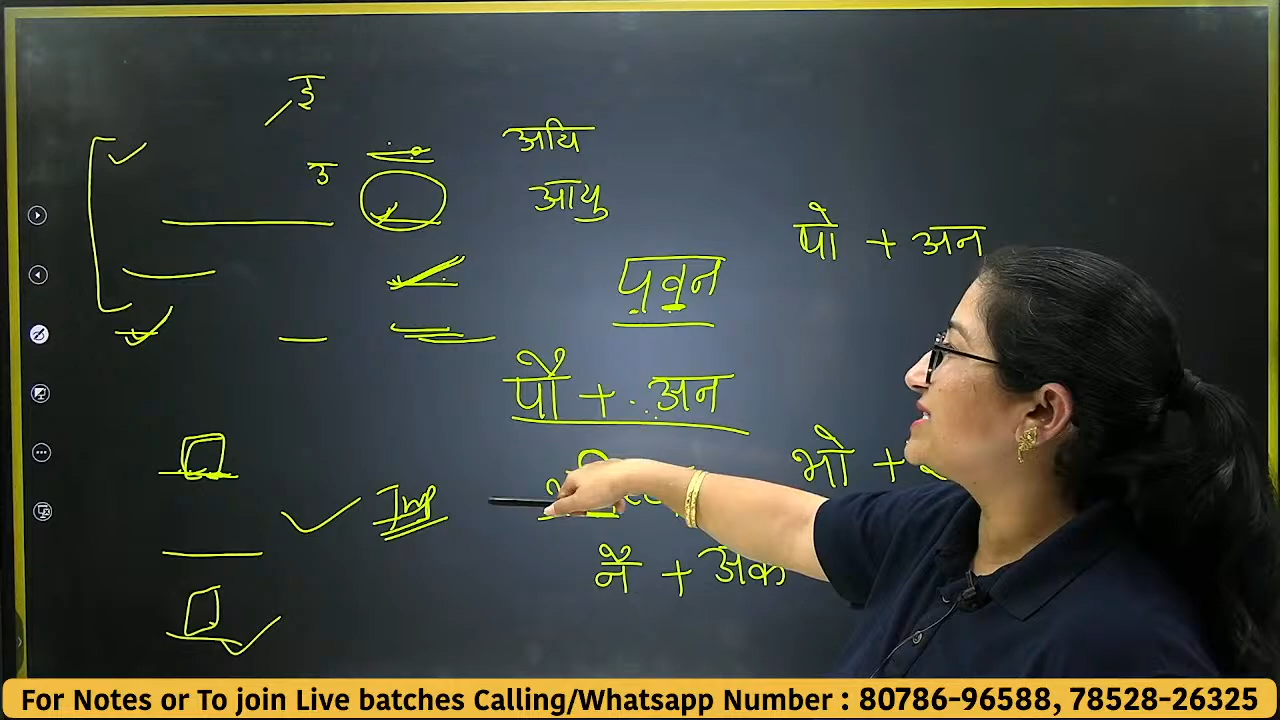 इ
अयि
उ
आयु
पो + अन
पवन
पौ + अन
भो +
Imp
नै + अक
For Notes or To join Live batches Calling/Whatsapp Number : 80786-96588, 78528-26325